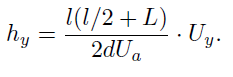 h_y = \frac{l(l/2 + L)}{2dU_a} \cdot U_y.